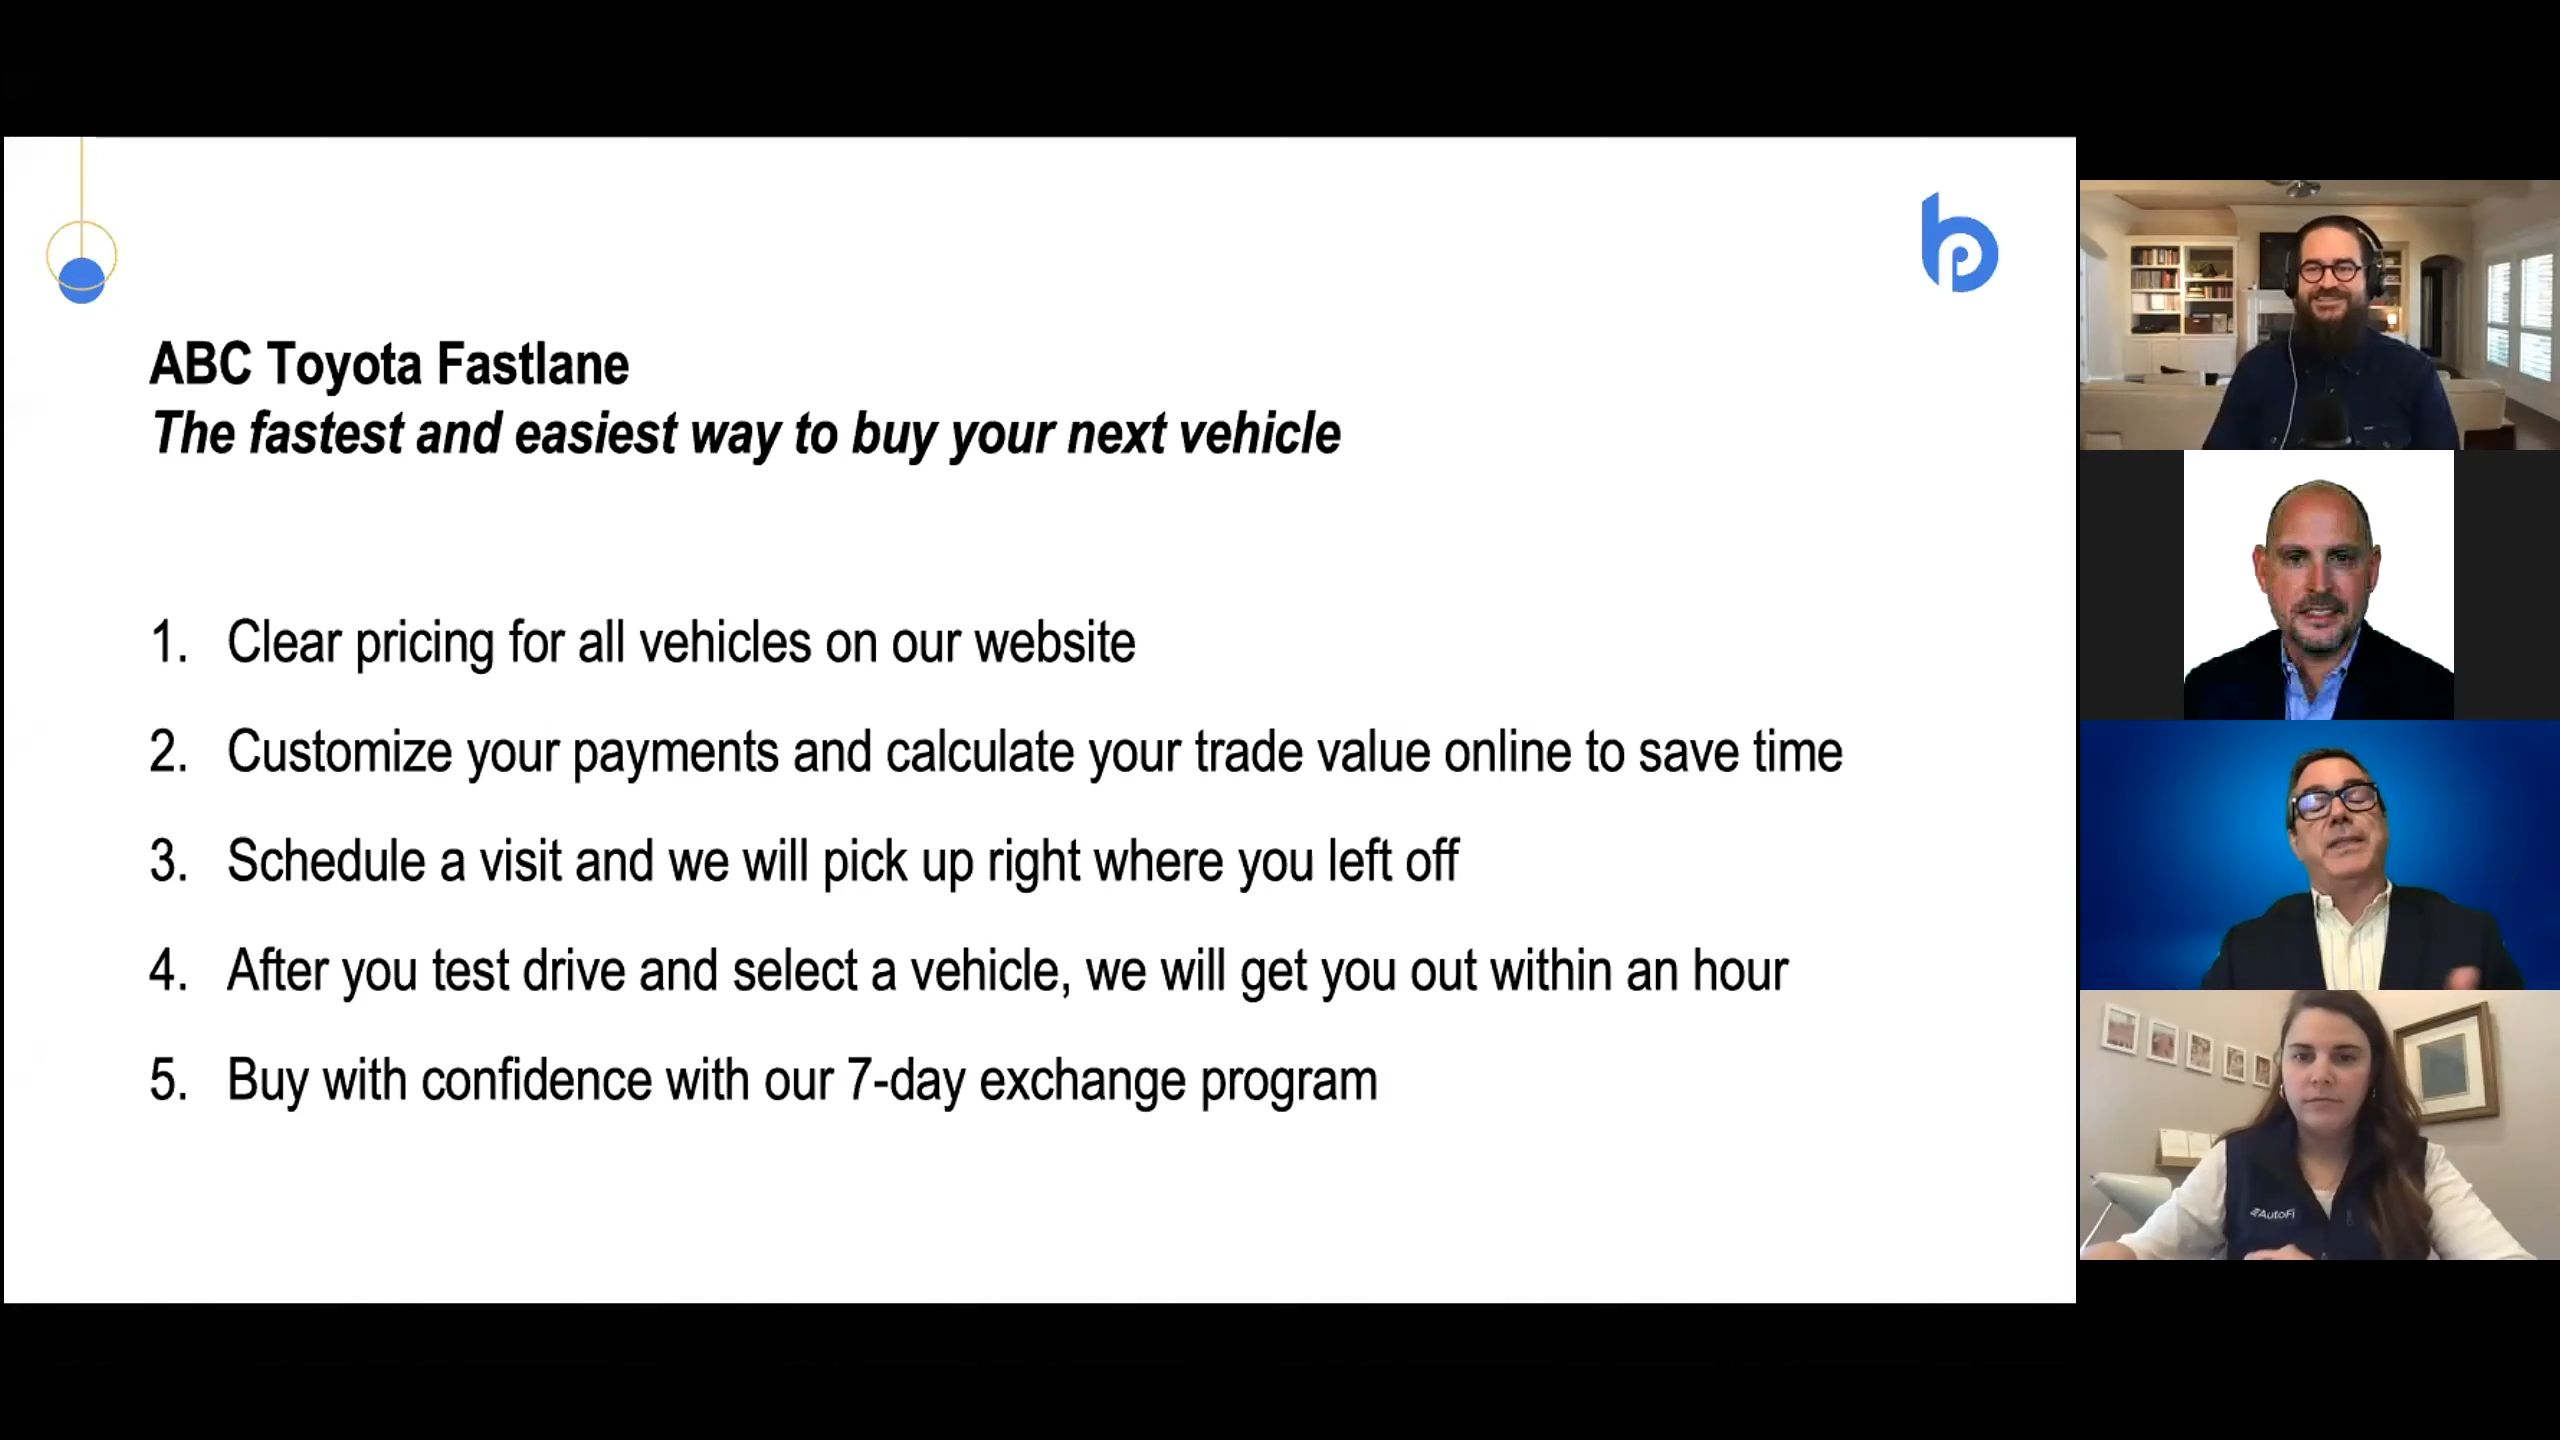 ABC Toyota Fastlane
The fastest and easiest way to buy your next vehicle
1. Clear pricing for all vehicles on our website
2. Customize your payments and calculate your trade value online to save time
3. Schedule a visit and we will pick up right where you left off
4. After you test drive and select a vehicle, we will get you out within an hour
5. Buy with confidence with our 7-day exchange program
AutoFi